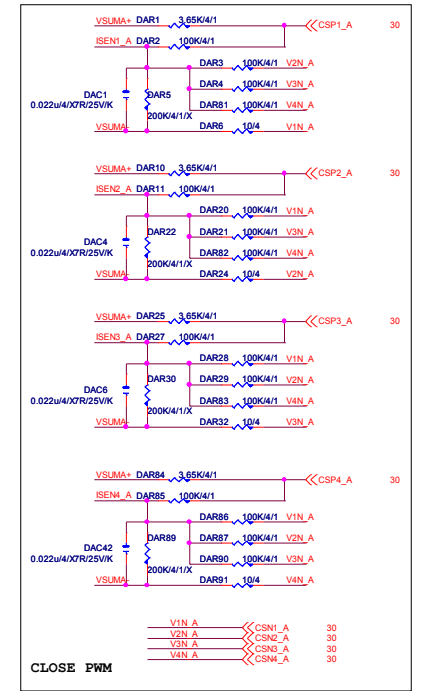 VSUMA+ DAR1 3.65K/4/1 CSP1_A 30
ISEN1_A DAR2 100K/4/1
DAR3 100K/4/1 V2N_A
DAC1 DAR5 DAR4 100K/4/1 V3N_A
0.022u/4/X7R/25V/K 200K/4/1/X DAR81 100K/4/1 V4N_A
VSUMA- DAR6 10/4 V1N_A
VSUMA+ DAR10 3.65K/4/1 CSP2_A 30
ISEN2_A DAR11 100K/4/1
DAR20 100K/4/1 V1N_A
DAC4 DAR22 DAR21 100K/4/1 V3N_A
0.022u/4/X7R/25V/K 200K/4/1/X DAR82 100K/4/1 V4N_A
VSUMA- DAR24 10/4 V2N_A
VSUMA+ DAR25 3.65K/4/1 CSP3_A 30
ISEN3_A DAR27 100K/4/1
DAR28 100K/4/1 V1N_A
DAC6 DAR30 DAR29 100K/4/1 V2N_A
0.022u/4/X7R/25V/K 200K/4/1/X DAR83 100K/4/1 V4N_A
VSUMA- DAR32 10/4 V3N_A
VSUMA+ DAR84 3.65K/4/1 CSP4_A 30
ISEN4_A DAR85 100K/4/1
DAR86 100K/4/1 V1N_A
DAC42 DAR89 DAR87 100K/4/1 V2N_A
0.022u/4/X7R/25V/K 200K/4/1/X DAR90 100K/4/1 V3N_A
VSUMA- DAR91 10/4 V4N_A
V1N_A CSN1_A 30
V2N_A CSN2_A 30
V3N_A CSN3_A 30
V4N_A CSN4_A 30
CLOSE PWM